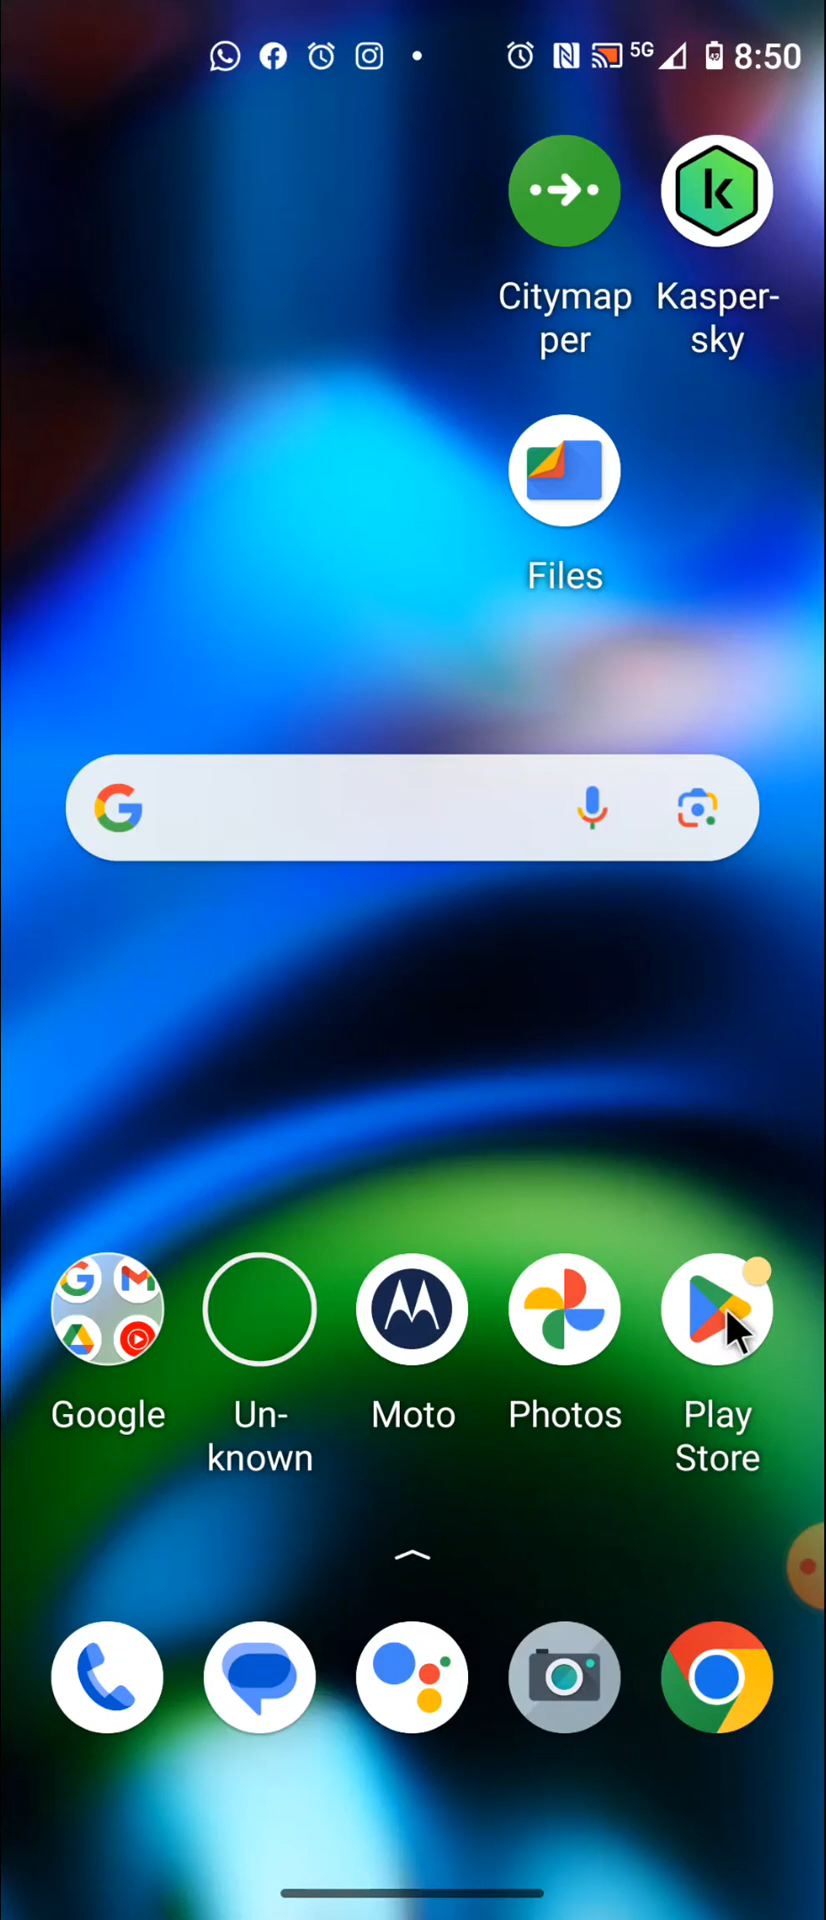 5G 8:50
Citymap
per
Kasper-
sky
Files
Google
Un-
known
Moto
Photos
Play
Store